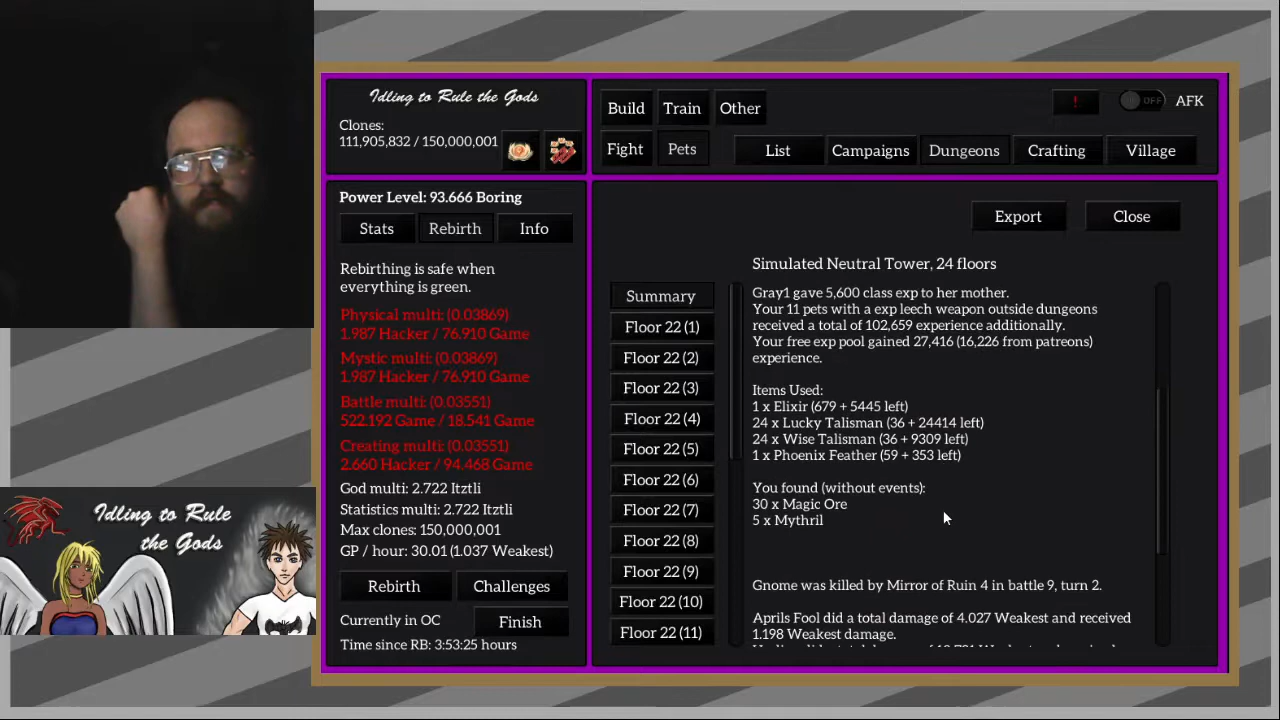 Idling to Rule the Gods
Clones:
111,905,832 / 150,000,001
Build
Train
Other
!
OFF
AFK
Fight
Pets
List
Campaigns
Dungeons
Crafting
Village
Power Level: 93.666 Boring
Stats
Rebirth
Info
Rebirthing is safe when
everything is green.
Physical multi: (0.03869)
1.987 Hacker / 76.910 Game
Mystic multi: (0.03869)
1.987 Hacker / 76.910 Game
Battle multi: (0.03551)
522.192 Game / 18.541 Game
Creating multi: (0.03551)
2.660 Hacker / 94.468 Game
God multi: 2.722 Itztli
Statistics multi: 2.722 Itztli
Max clones: 150,000,001
GP / hour: 30.01 (1.037 Weakest)
Rebirth
Challenges
Currently in OC
Finish
Time since RB: 3:53:25 hours
Export
Close
Simulated Neutral Tower, 24 floors
Summary
Floor 22 (1)
Floor 22 (2)
Floor 22 (3)
Floor 22 (4)
Floor 22 (5)
Floor 22 (6)
Floor 22 (7)
Floor 22 (8)
Floor 22 (9)
Floor 22 (10)
Floor 22 (11)
Gray1 gave 5,600 class exp to her mother.
Your 11 pets with a exp leech weapon outside dungeons
received a total of 102,659 experience additionally.
Your free exp pool gained 27,416 (16,226 from patreons)
experience.
Items Used:
1 x Elixir (679 + 5445 left)
24 x Lucky Talisman (36 + 24414 left)
24 x Wise Talisman (36 + 9309 left)
1 x Phoenix Feather (59 + 353 left)
You found (without events):
30 x Magic Ore
5 x Mythril
Gnome was killed by Mirror of Ruin 4 in battle 9, turn 2.
Aprils Fool did a total damage of 4.027 Weakest and received
1.198 Weakest damage.
Idling to Rule
the Gods